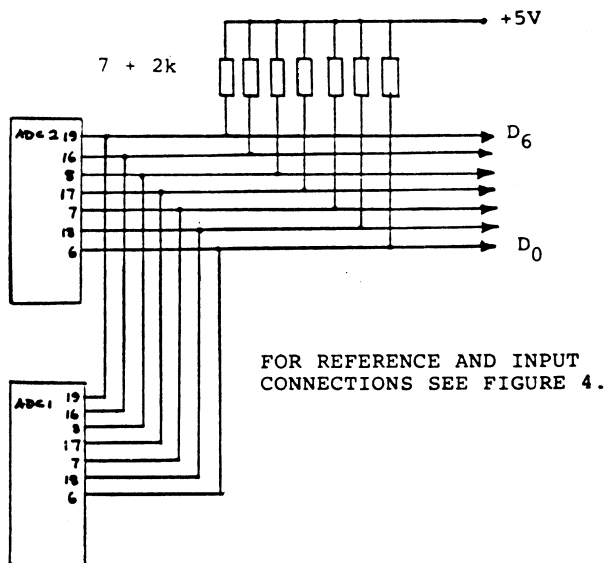 +5V
7 + 2k
ADC2 19
D6
16
8
17
7
18
6
D0
FOR REFERENCE AND INPUT
CONNECTIONS SEE FIGURE 4.
ADC1 19
16
8
17
7
18
6